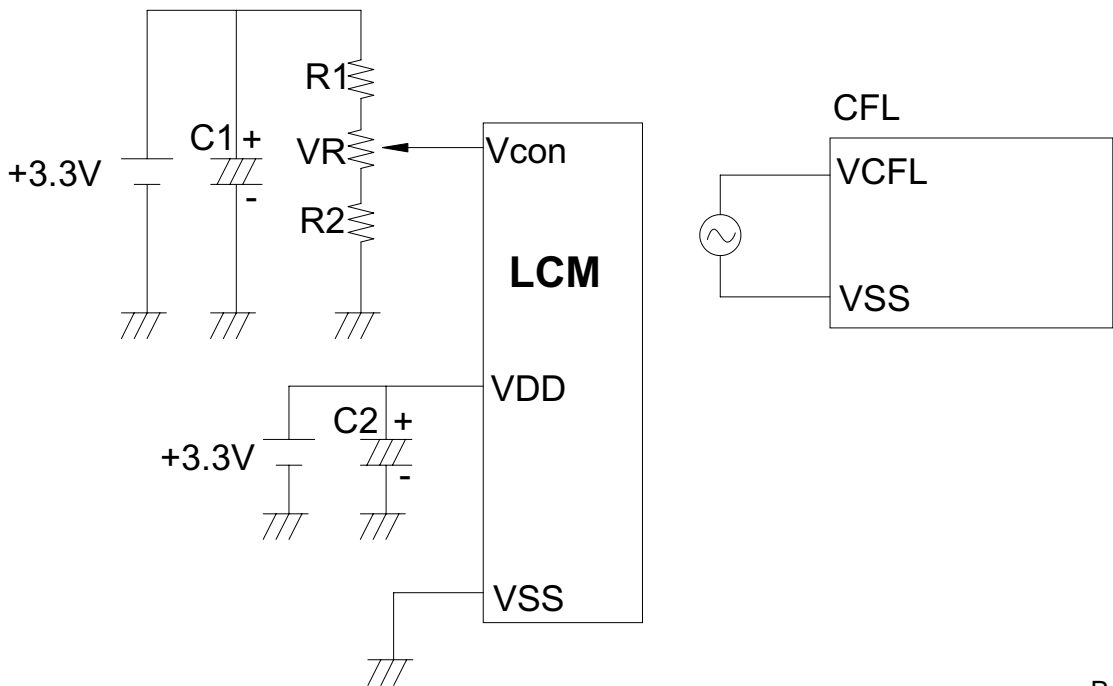 R1
C1 +
VR
+3.3V
-
R2
Vcon
LCM
VDD
C2 +
+3.3V
-
VSS
CFL
VCFL
VSS